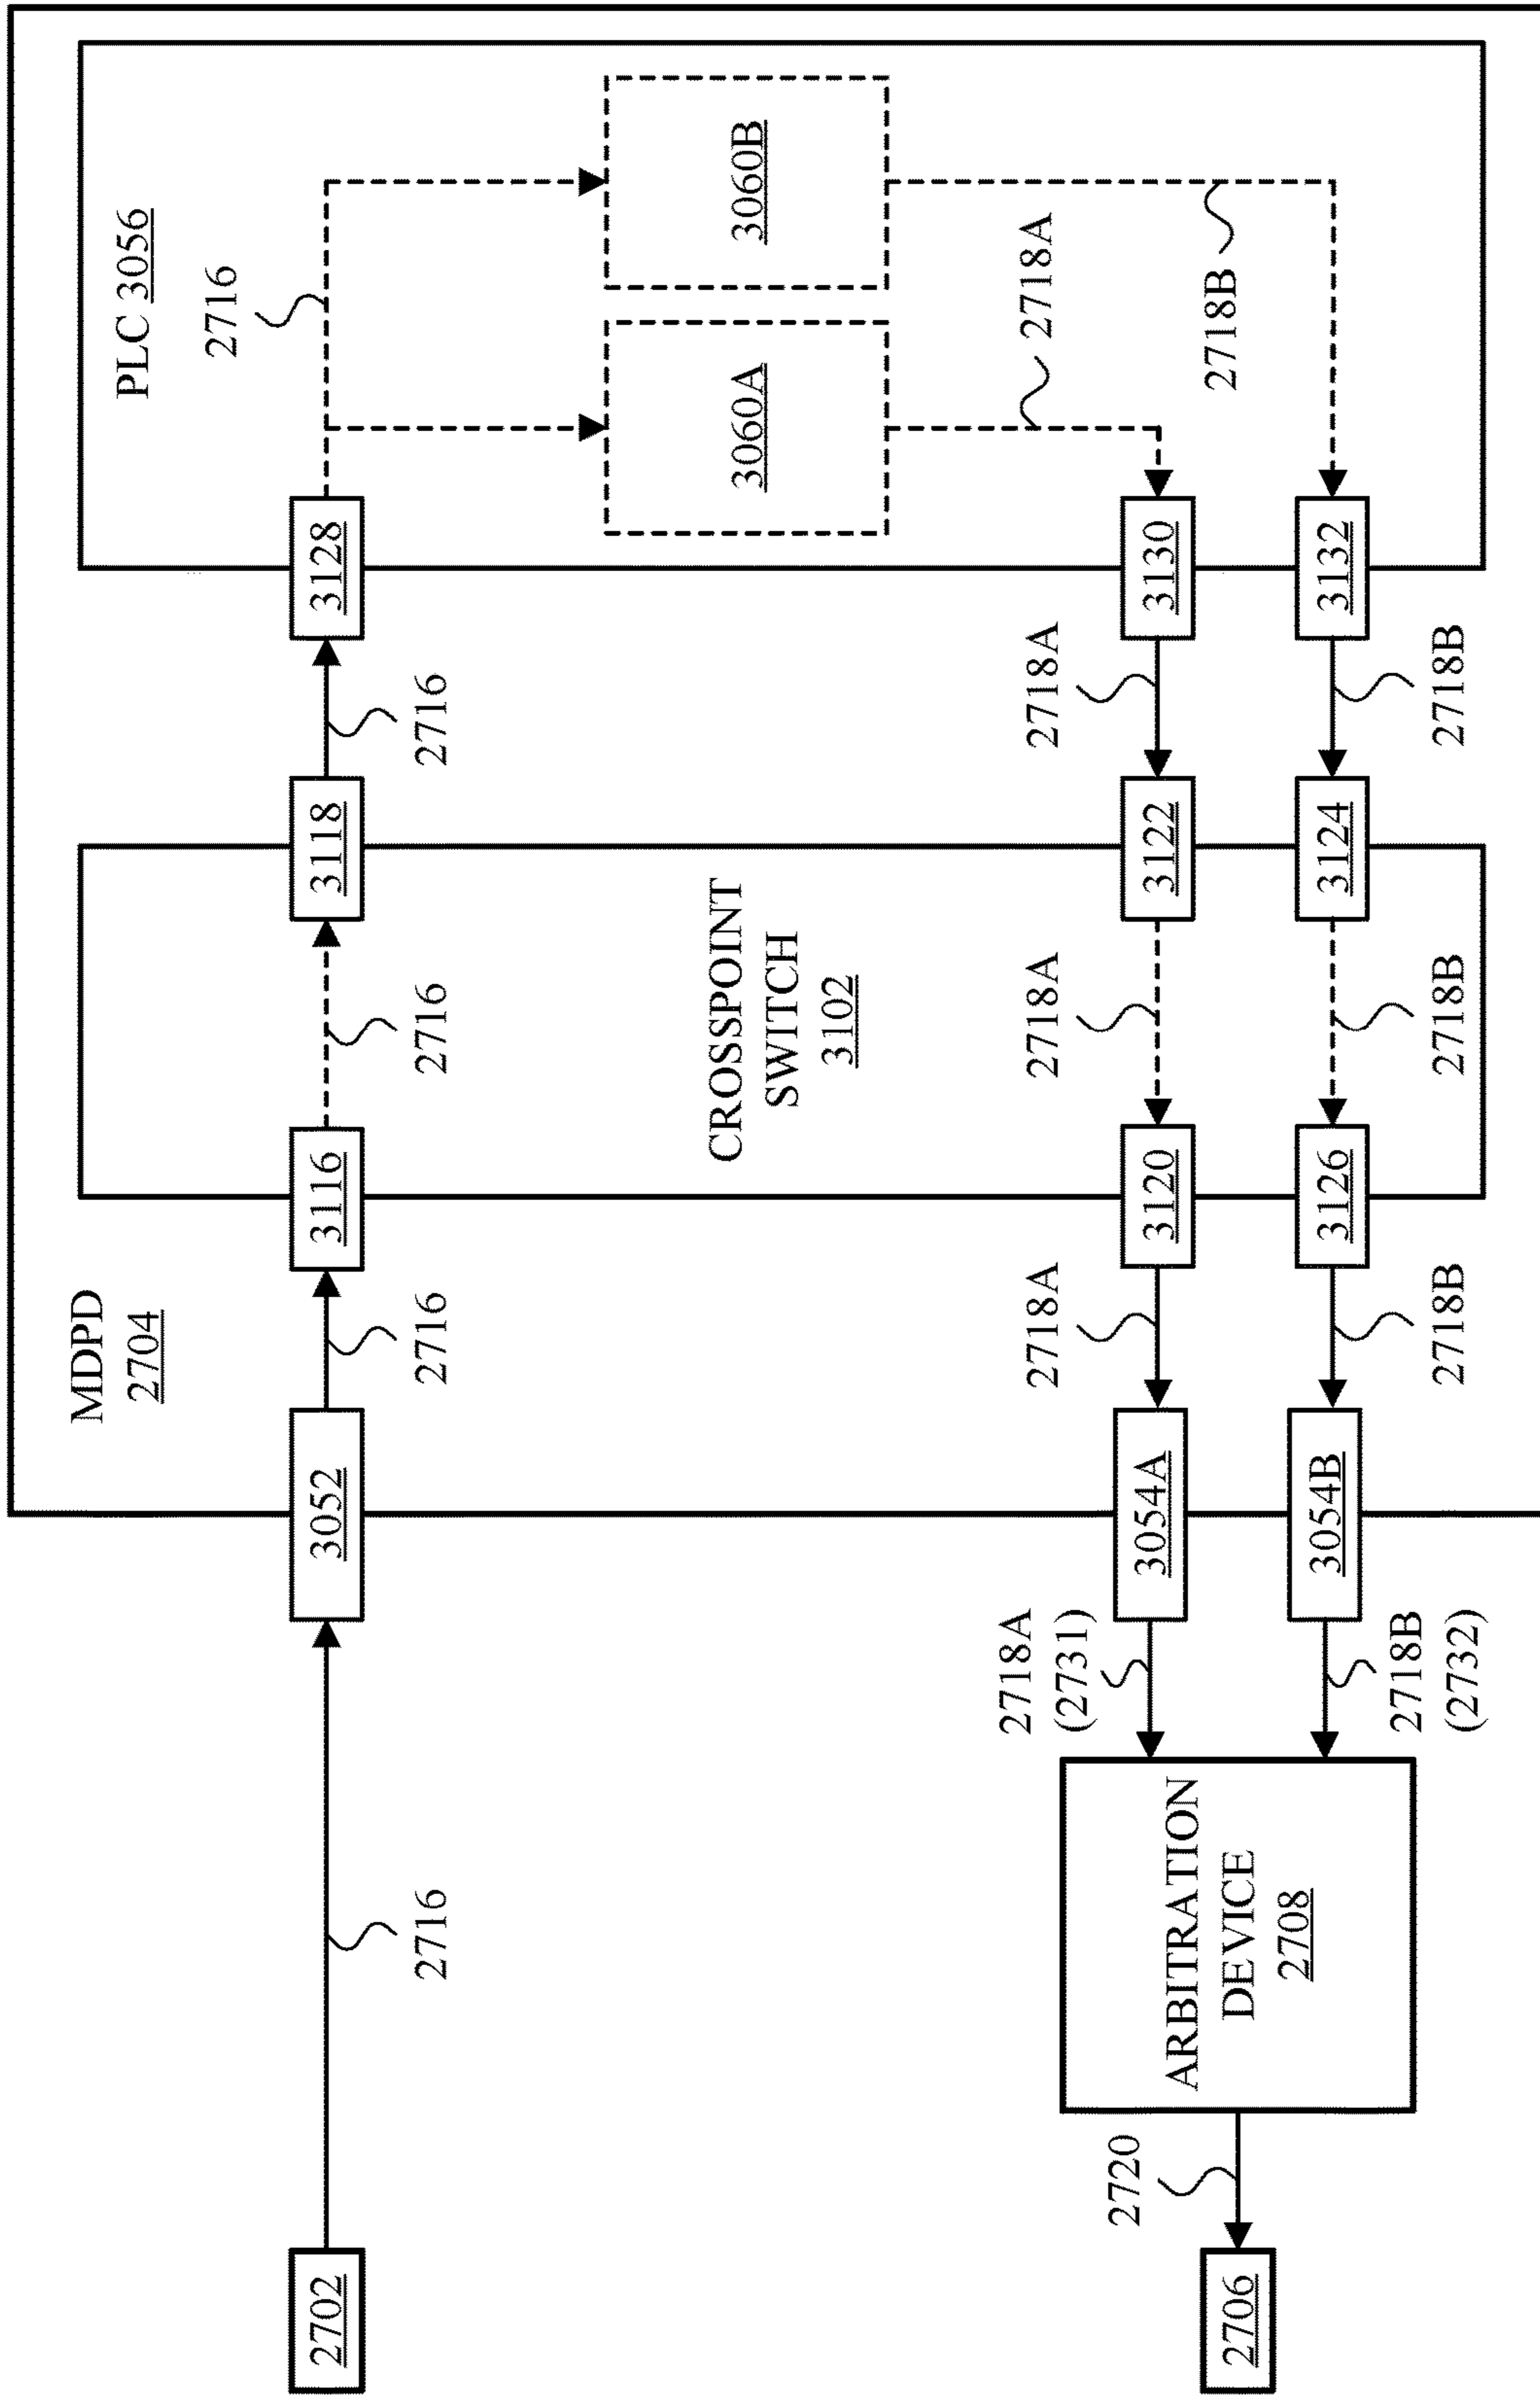 MDPD
2704
PLC 3056
2716
3060A
3060B
2718A
2718B
2702
2716
3052
2716
3116
2716
3118
2716
3128
CROSSPOINT
SWITCH
3102
2706
2720
ARBITRATION
DEVICE
2708
2718A
(2731)
3054A
2718A
3120
2718A
3122
2718A
3130
2718B
(2732)
3054B
2718B
3126
2718B
3124
2718B
3132